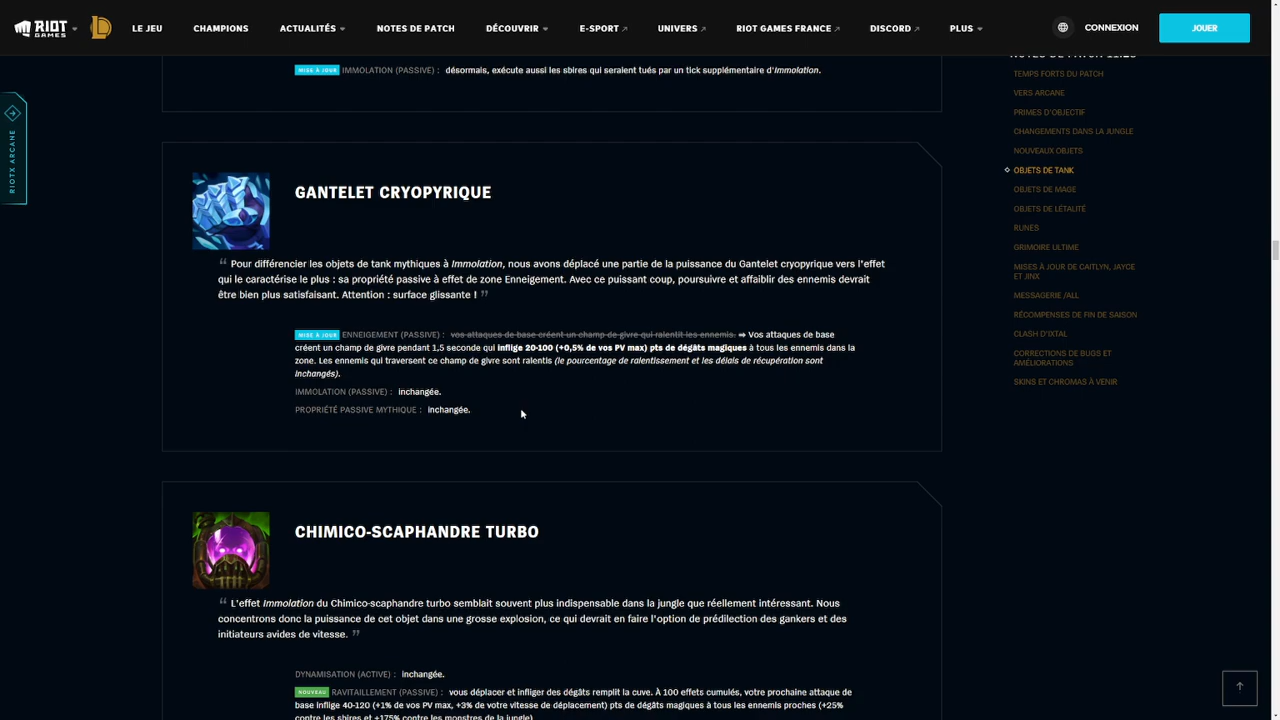 RIOT GAMES
LE JEU
CHAMPIONS
ACTUALITÉS
NOTES DE PATCH
DÉCOUVRIR
E-SPORT
UNIVERS
RIOT GAMES FRANCE
DISCORD
PLUS
CONNEXION
JOUER
RIOTX ARCANE
MISE À JOUR IMMOLATION (PASSIVE) : désormais, exécute aussi les sbires qui seraient tués par un tick supplémentaire d'Immolation.
GANTELET CRYOPYRIQUE
“ Pour différencier les objets de tank mythiques à Immolation, nous avons déplacé une partie de la puissance du Gantelet cryopyrique vers l'effet
qui le caractérise le plus : sa propriété passive à effet de zone Enneigement. Avec ce puissant coup, poursuivre et affaiblir des ennemis devrait
être bien plus satisfaisant. Attention : surface glissante ! ”
MISE À JOUR ENNEIGEMENT (PASSIVE) : vos attaques de base créent un champ de givre qui ralentit les ennemis. ⇒ Vos attaques de base
créent un champ de givre pendant 1,5 seconde qui inflige 20-100 (+0,5% de vos PV max) pts de dégâts magiques à tous les ennemis dans la
zone. Les ennemis qui traversent ce champ de givre sont ralentis (le pourcentage de ralentissement et les délais de récupération sont
inchangés).
IMMOLATION (PASSIVE) : inchangée.
PROPRIÉTÉ PASSIVE MYTHIQUE : inchangée.
CHIMICO-SCAPHANDRE TURBO
“ L'effet Immolation du Chimico-scaphandre turbo semblait souvent plus indispensable dans la jungle que réellement intéressant. Nous
concentrons donc la puissance de cet objet dans une grosse explosion, ce qui devrait en faire l'option de prédilection des gankers et des
initiateurs avides de vitesse. ”
DYNAMISATION (ACTIVE) : inchangée.
NOUVEAU RAVITAILLEMENT (PASSIVE) : vous déplacer et infliger des dégâts remplit la cuve. À 100 effets cumulés, votre prochaine attaque de
base inflige 40-120 (+1% de vos PV max, +3% de votre vitesse de déplacement) pts de dégâts magiques à tous les ennemis proches (+25%
contre les sbires et +175% contre les monstres de la jungle).
TEMPS FORTS DU PATCH
VERS ARCANE
PRIMES D'OBJECTIF
CHANGEMENTS DANS LA JUNGLE
NOUVEAUX OBJETS
OBJETS DE TANK
OBJETS DE MAGE
OBJETS DE LÉTALITÉ
RUNES
GRIMOIRE ULTIME
MISES À JOUR DE CAITLYN, JAYCE
ET JINX
MESSAGERIE /ALL
RÉCOMPENSES DE FIN DE SAISON
CLASH D'IXTAL
CORRECTIONS DE BUGS ET
AMÉLIORATIONS
SKINS ET CHROMAS À VENIR